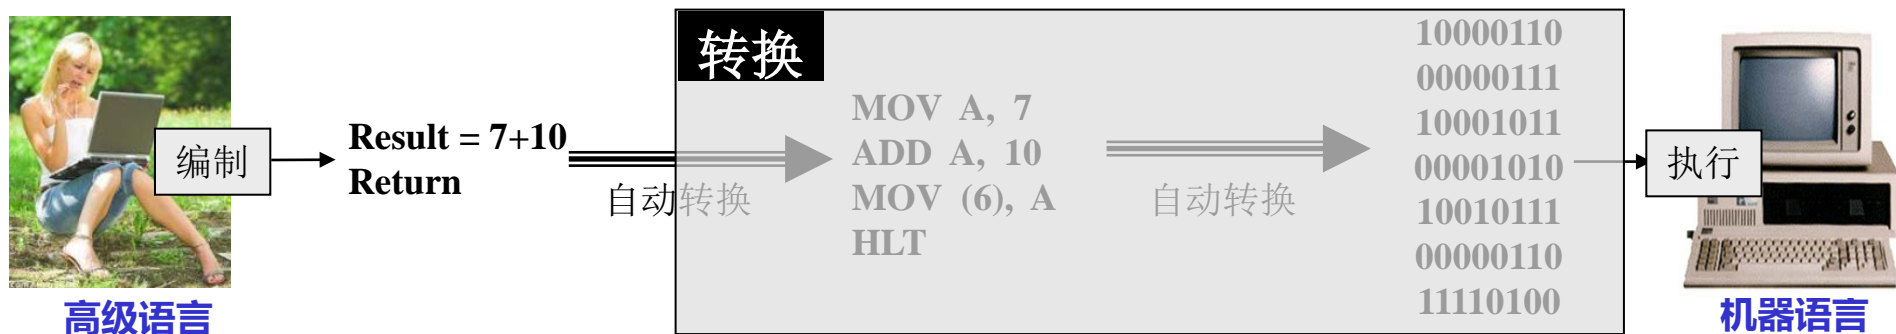 编制
高级语言
Result = 7+10
Return
自动转换
转换
MOV A, 7
ADD A, 10
MOV (6), A
HLT
自动转换
10000110
00000111
10001011
00001010
10010111
00000110
11110100
执行
机器语言